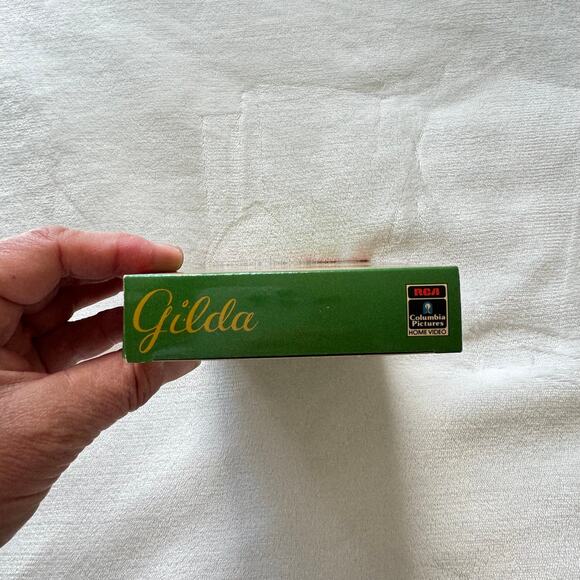 Gilda
RCA
Columbia
Pictures
HOME VIDEO